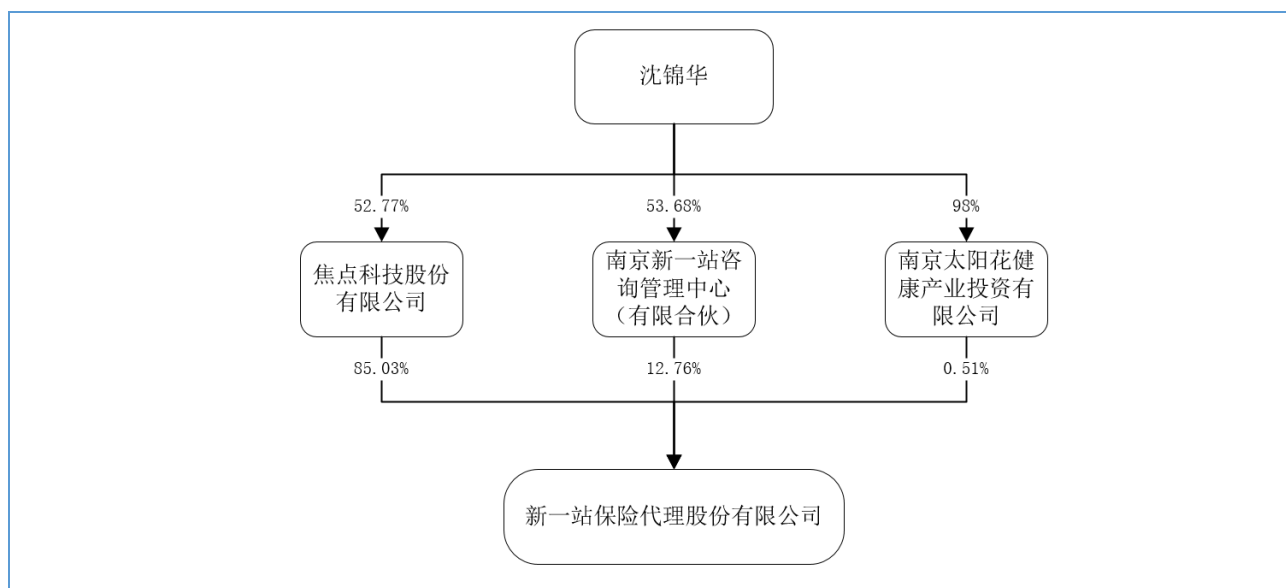 沈锦华
52.77%
53.68%
98%
焦点科技股份
有限公司
南京新一站咨
询管理中心
（有限合伙）
南京太阳花健
康产业投资有
限公司
85.03%
12.76%
0.51%
新一站保险代理股份有限公司